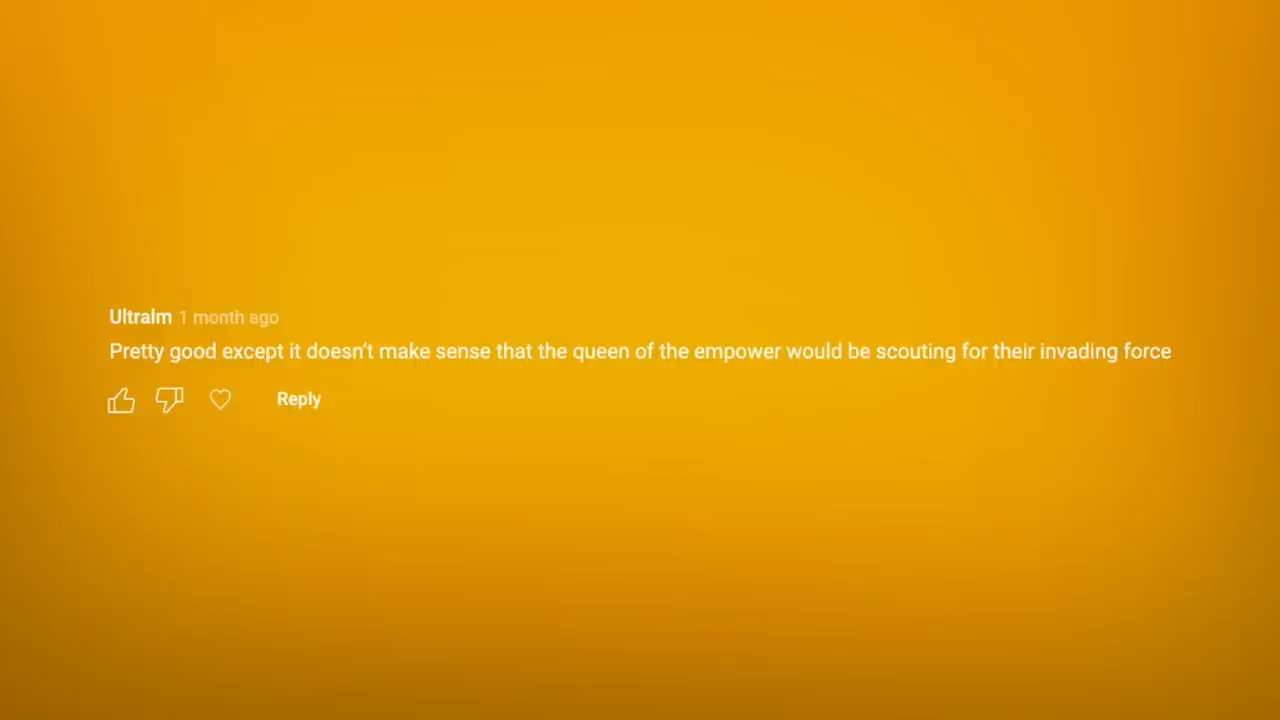 Ultralm 1 month ago
Pretty good except it doesn't make sense that the queen of the empower would be scouting for their invading force
Reply